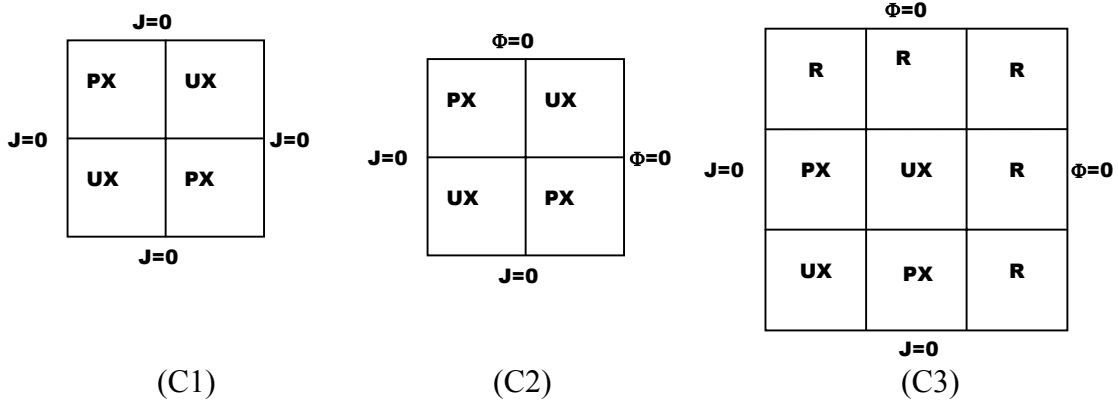 J=0
PX UX
J=0 J=0
UX PX
J=0
(C1)
Φ=0
PX UX
J=0 Φ=0
UX PX
J=0
(C2)
Φ=0
R R R
J=0 PX UX R Φ=0
UX PX R
J=0
(C3)